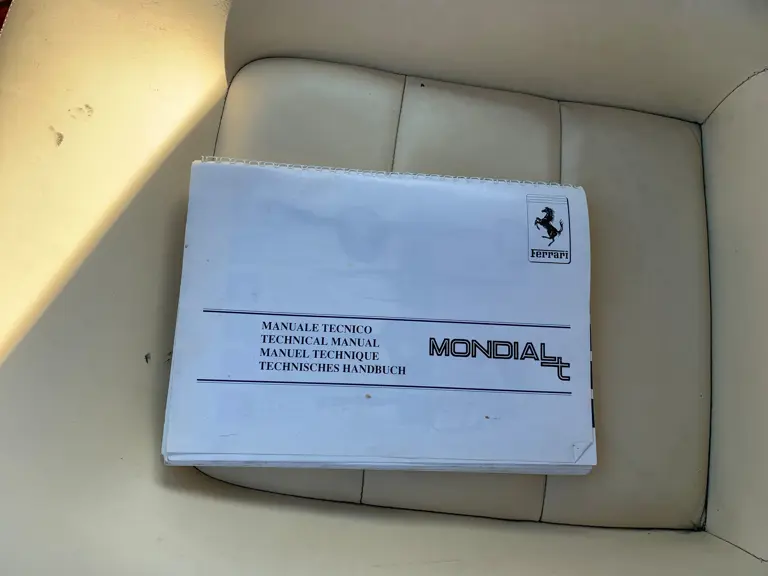 Ferrari
MANUALE TECNICO
TECHNICAL MANUAL
MANUEL TECHNIQUE
TECHNISCHES HANDBUCH
MONDIAL t